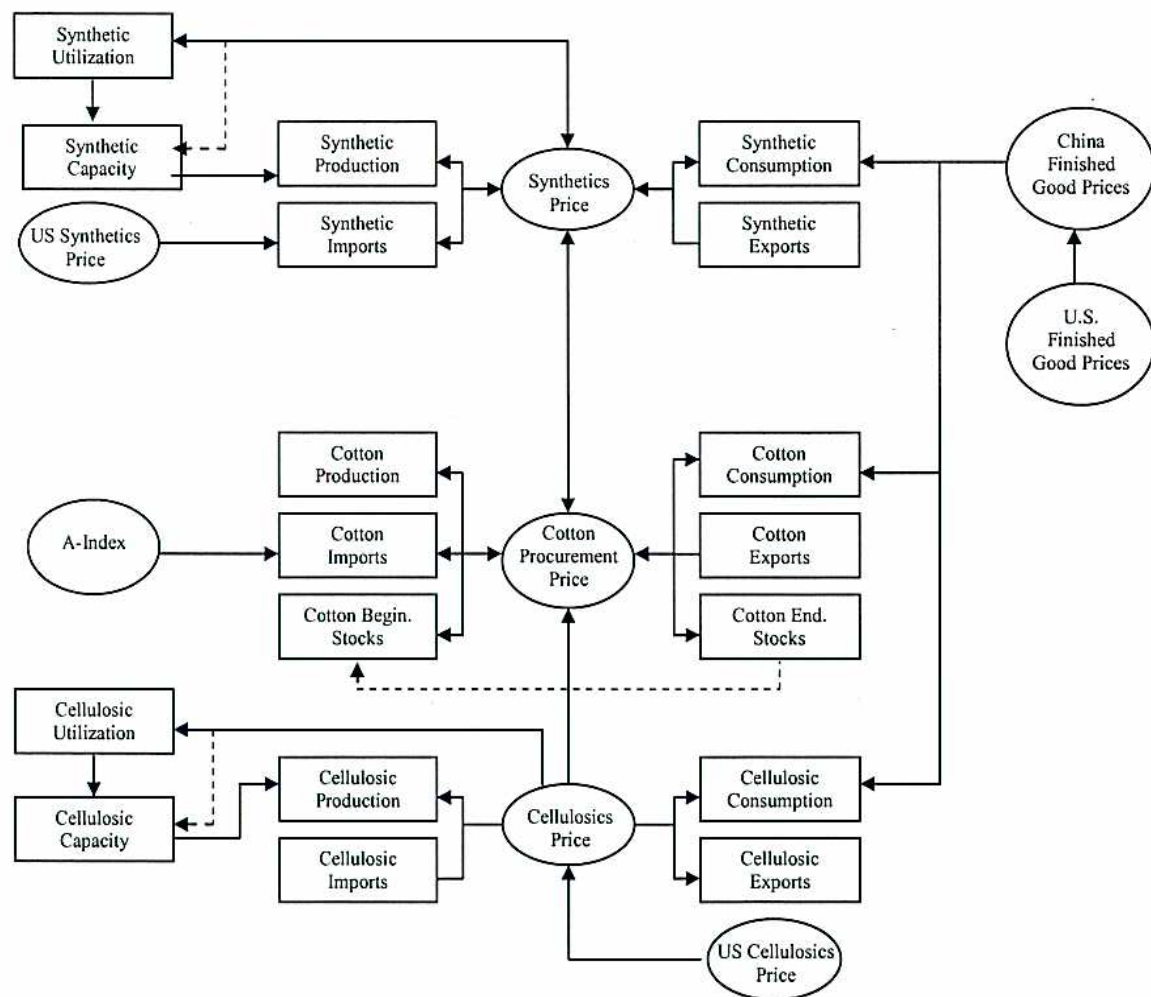 Synthetic
Utilization
Synthetic
Capacity
US Synthetics
Price
Synthetic
Production
Synthetic
Imports
Synthetics
Price
Synthetic
Consumption
Synthetic
Exports
China
Finished
Good Prices
U.S.
Finished
Good Prices
A-Index
Cotton
Production
Cotton
Imports
Cotton Begin.
Stocks
Cotton
Procurement
Price
Cotton
Consumption
Cotton
Exports
Cotton End.
Stocks
Cellulosic
Utilization
Cellulosic
Capacity
Cellulosic
Production
Cellulosic
Imports
Cellulosics
Price
Cellulosic
Consumption
Cellulosic
Exports
US Cellulosics
Price